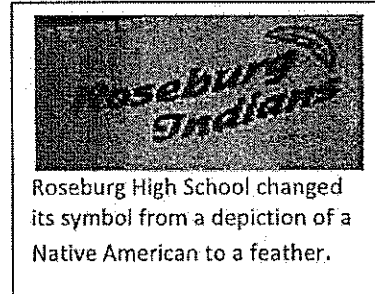 Roseburg
Indians
Roseburg High School changed
its symbol from a depiction of a
Native American to a feather.